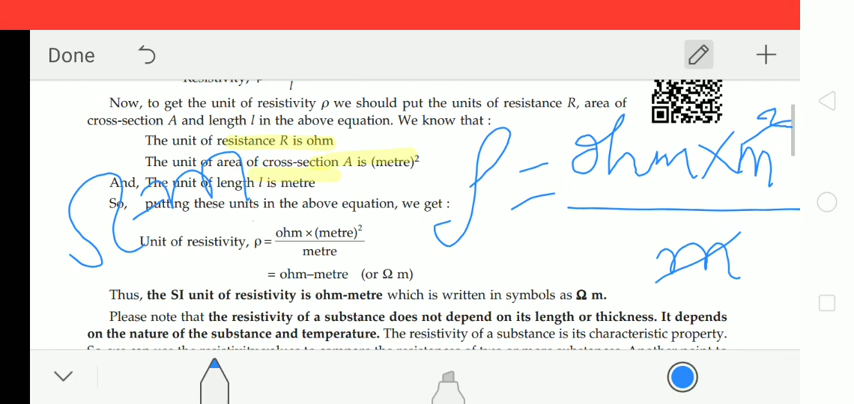 Done
Now, to get the unit of resistivity ρ we should put the units of resistance R, area of
cross-section A and length l in the above equation. We know that :
The unit of resistance R is ohm
The unit of area of cross-section A is (metre)²
And, The unit of length l is metre
So, putting these units in the above equation, we get :
Unit of resistivity, ρ = ohm × (metre)² / metre
= ohm–metre (or Ω m)
Thus, the SI unit of resistivity is ohm-metre which is written in symbols as Ω m.
Please note that the resistivity of a substance does not depend on its length or thickness. It depends
on the nature of the substance and temperature. The resistivity of a substance is its characteristic property.
ρ = ohm × m² / m